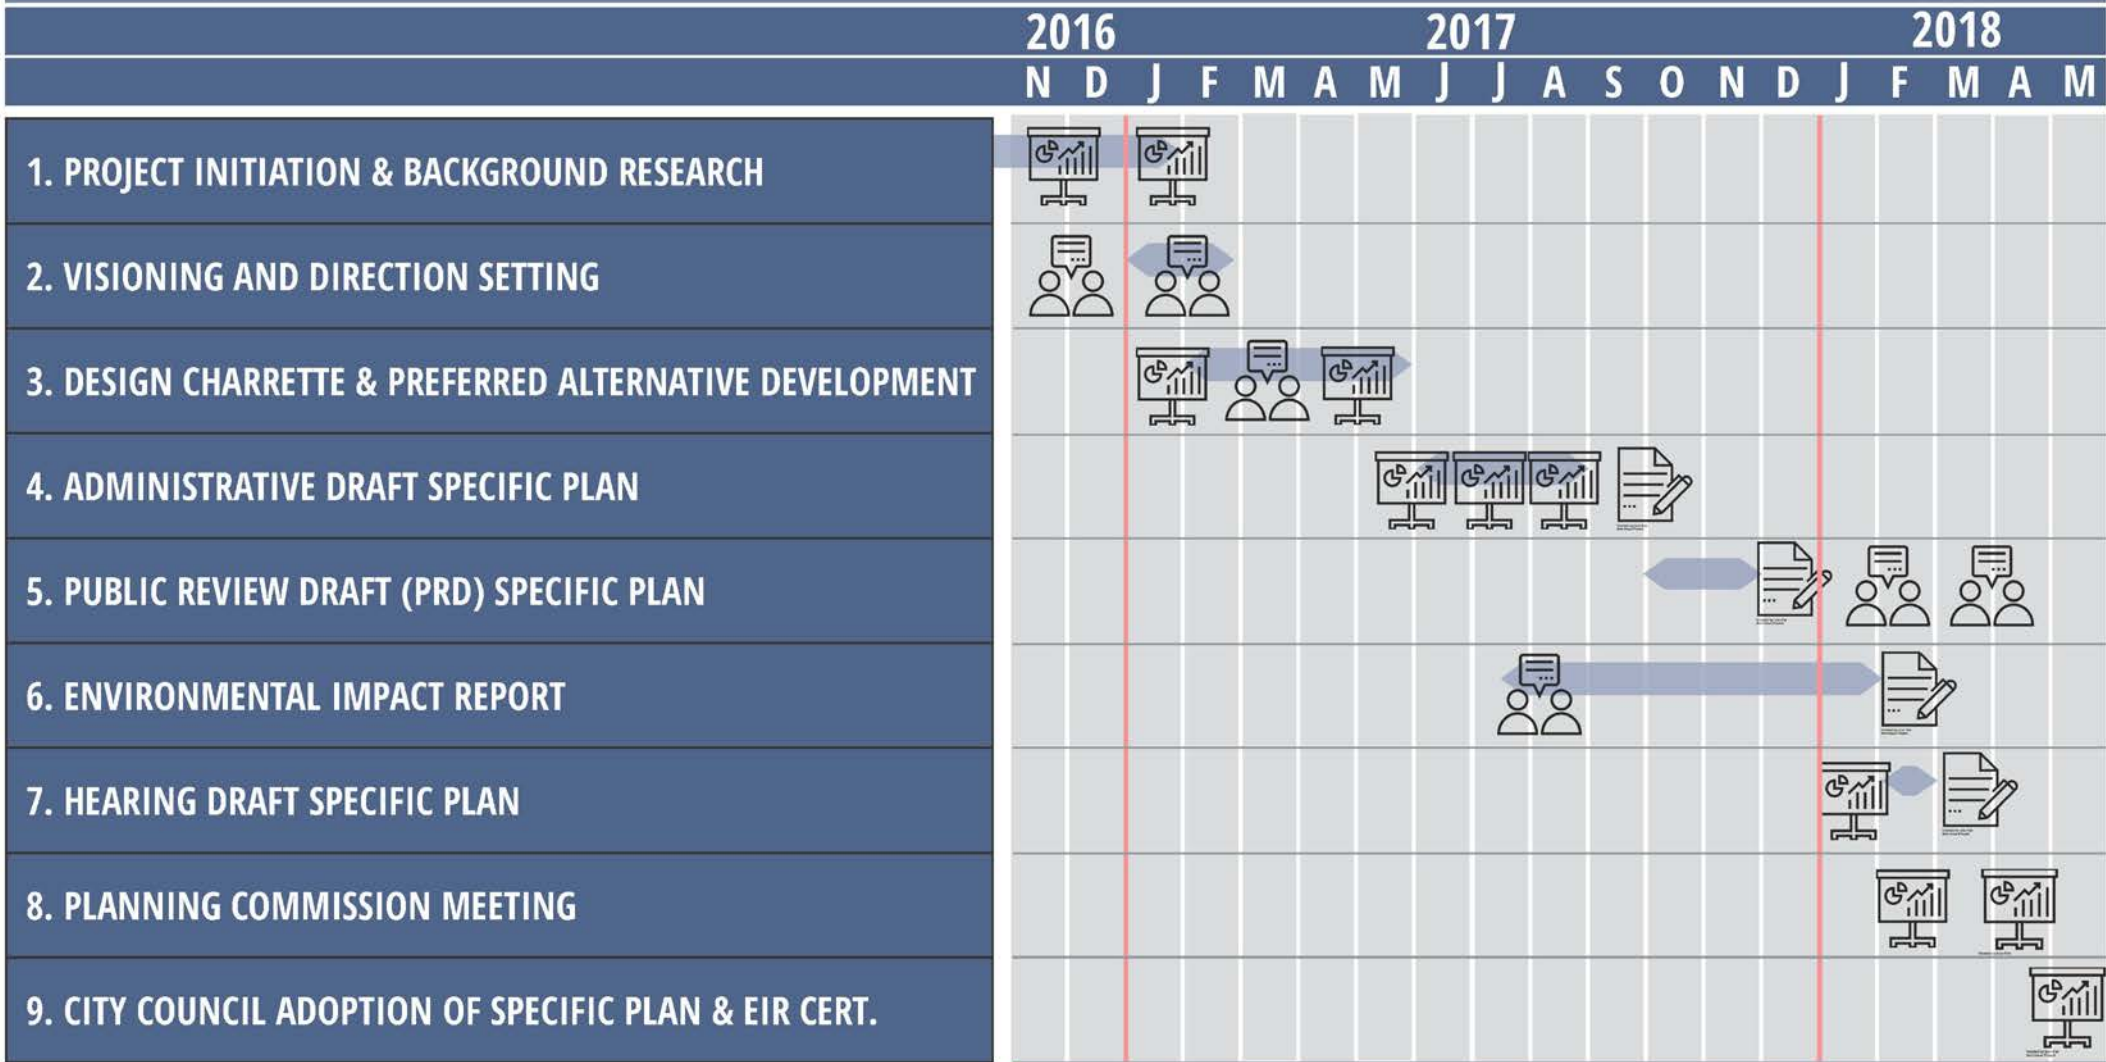 2016 2017 2018
N D J F M A M J J A S O N D J F M A M
1. PROJECT INITIATION & BACKGROUND RESEARCH
2. VISIONING AND DIRECTION SETTING
3. DESIGN CHARRETTE & PREFERRED ALTERNATIVE DEVELOPMENT
4. ADMINISTRATIVE DRAFT SPECIFIC PLAN
5. PUBLIC REVIEW DRAFT (PRD) SPECIFIC PLAN
6. ENVIRONMENTAL IMPACT REPORT
7. HEARING DRAFT SPECIFIC PLAN
8. PLANNING COMMISSION MEETING
9. CITY COUNCIL ADOPTION OF SPECIFIC PLAN & EIR CERT.